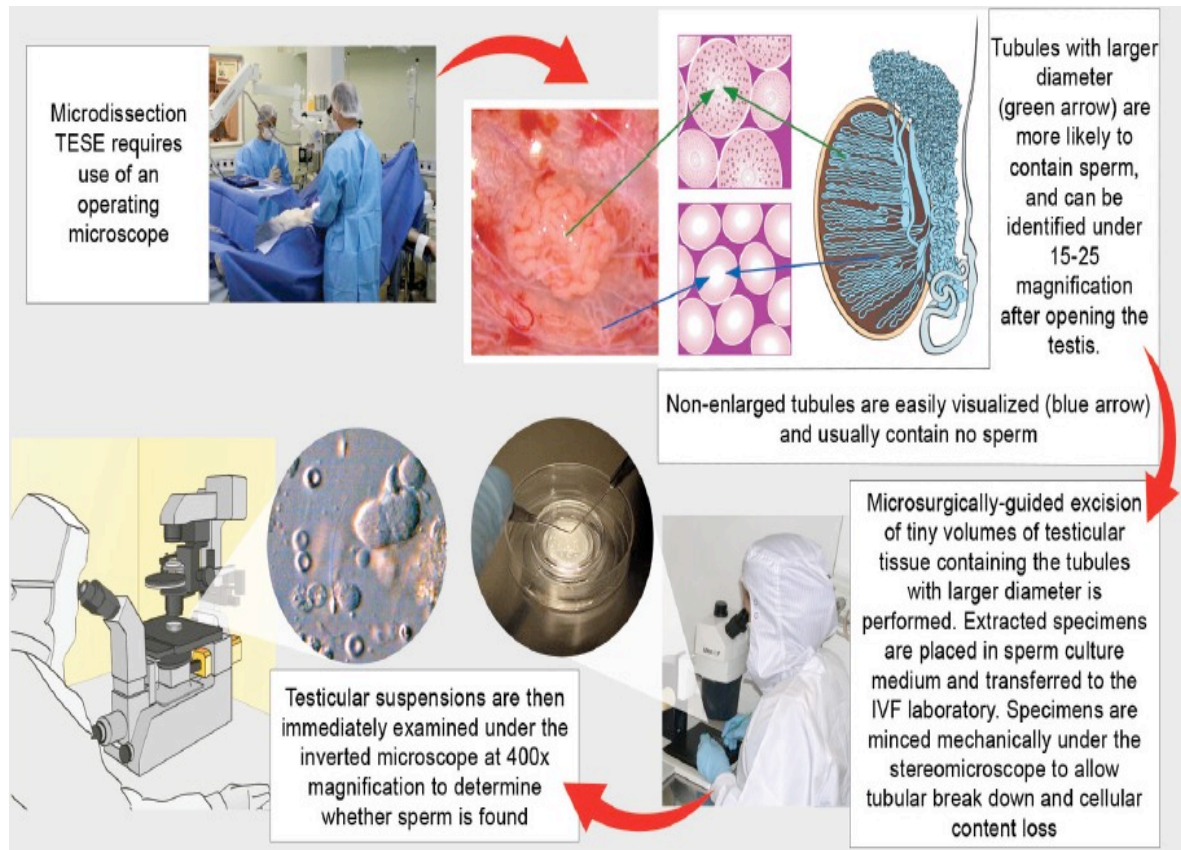 Microdissection
TESE requires
use of an
operating
microscope
Tubules with larger
diameter
(green arrow) are
more likely to
contain sperm,
and can be
identified under
15-25
magnification
after opening the
testis.
Non-enlarged tubules are easily visualized (blue arrow)
and usually contain no sperm
Microsurgically-guided excision
of tiny volumes of testicular
tissue containing the tubules
with larger diameter is
performed. Extracted specimens
are placed in sperm culture
medium and transferred to the
IVF laboratory. Specimens are
minced mechanically under the
stereomicroscope to allow
tubular break down and cellular
content loss
Testicular suspensions are then
immediately examined under the
inverted microscope at 400x
magnification to determine
whether sperm is found